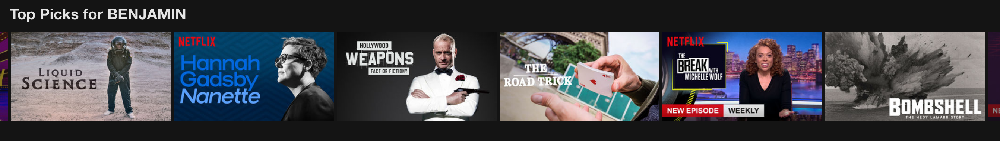 Top Picks for BENJAMIN
LIQUID
SCIENCE
NETFLIX
Hannah
Gadsby
Nanette
HOLLYWOOD
WEAPONS
FACT OR FICTION?
THE
ROAD TRICK
NETFLIX
THE
BREAK WITH
MICHELLE WOLF
NEW EPISODE WEEKLY
BOMBSHELL
THE HEDY LAMARR STORY
NE